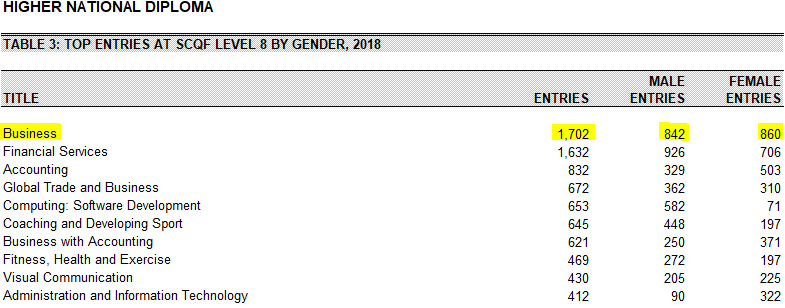 HIGHER NATIONAL DIPLOMA
TABLE 3: TOP ENTRIES AT SCQF LEVEL 8 BY GENDER, 2018
MALE FEMALE
TITLE ENTRIES ENTRIES ENTRIES
Business 1,702 842 860
Financial Services 1,632 926 706
Accounting 832 329 503
Global Trade and Business 672 362 310
Computing: Software Development 653 582 71
Coaching and Developing Sport 645 448 197
Business with Accounting 621 250 371
Fitness, Health and Exercise 469 272 197
Visual Communication 430 205 225
Administration and Information Technology 412 90 322